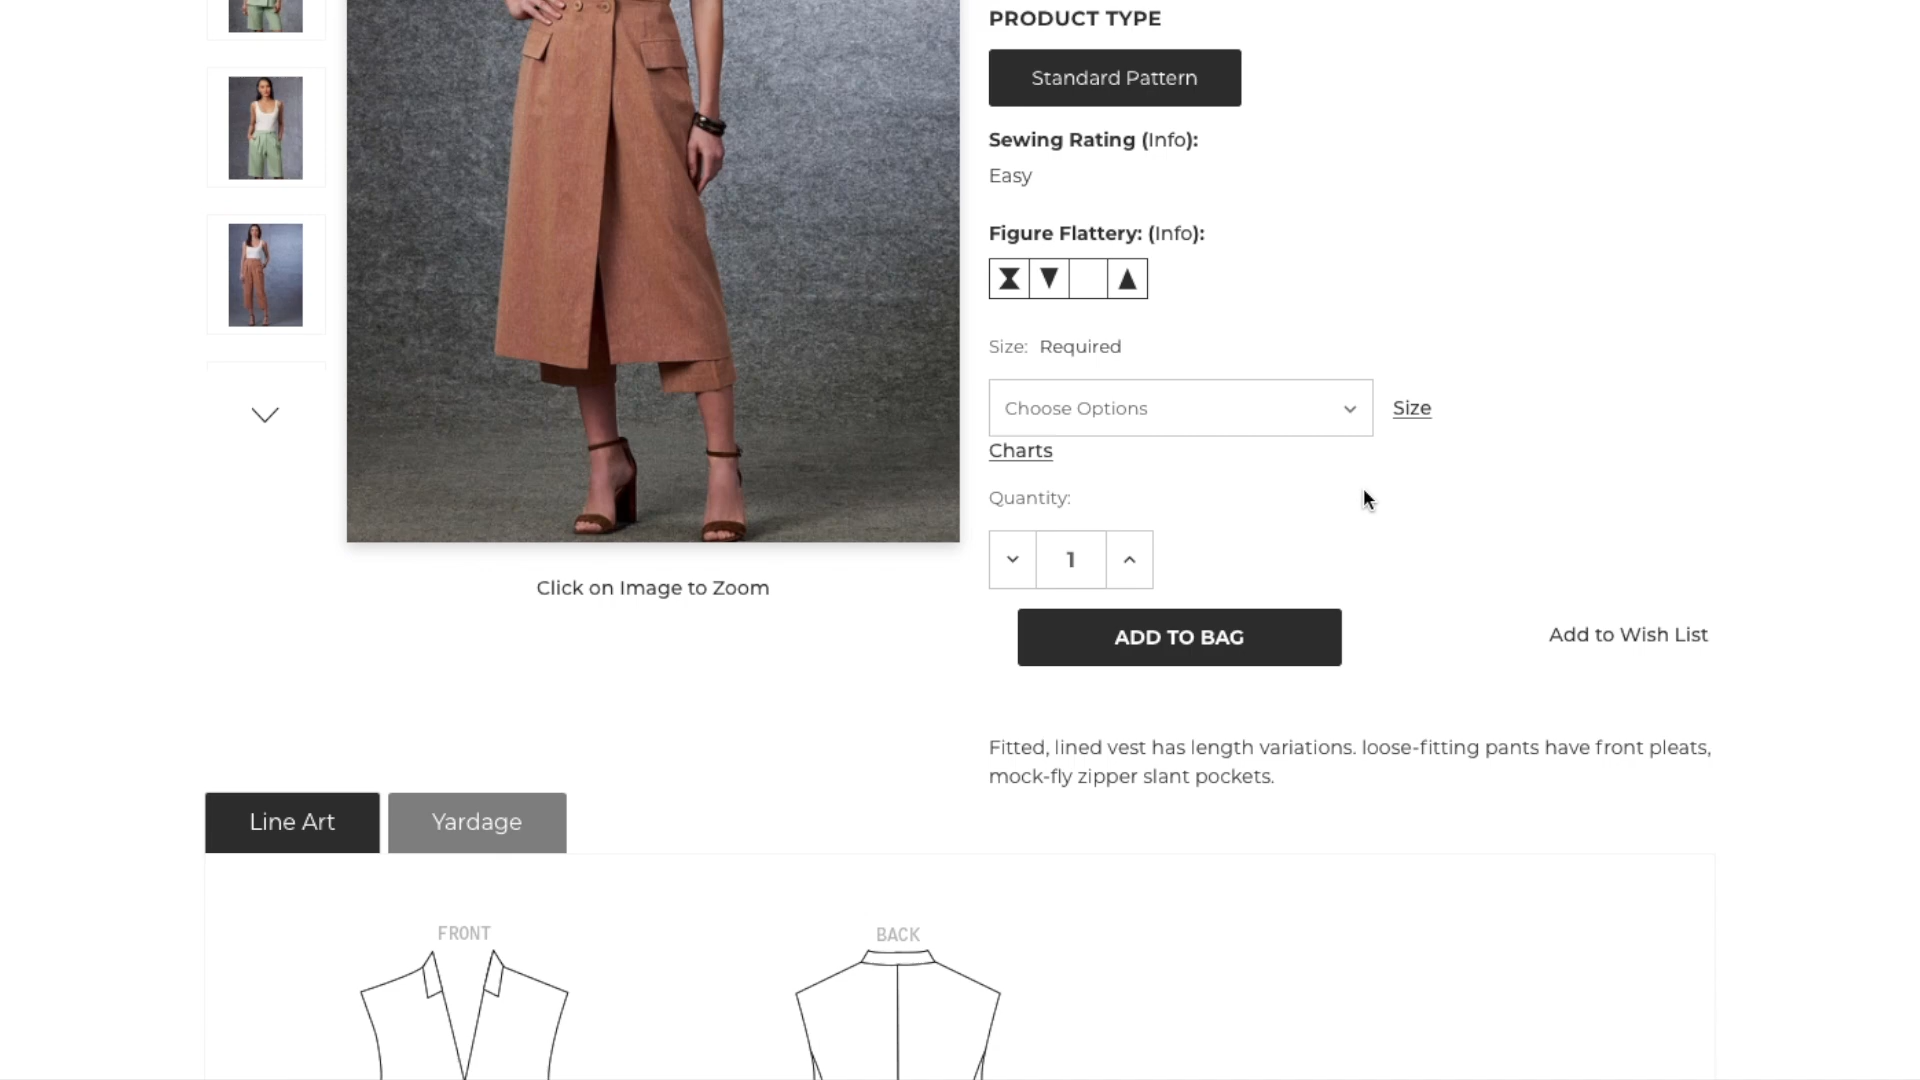 PRODUCT TYPE
Standard Pattern
Sewing Rating (Info):
Easy
Figure Flattery: (Info):
Size: Required
Choose Options
Size
Charts
Quantity:
1
Click on Image to Zoom
ADD TO BAG
Add to Wish List
Fitted, lined vest has length variations. loose-fitting pants have front pleats,
mock-fly zipper slant pockets.
Line Art
Yardage
FRONT
BACK